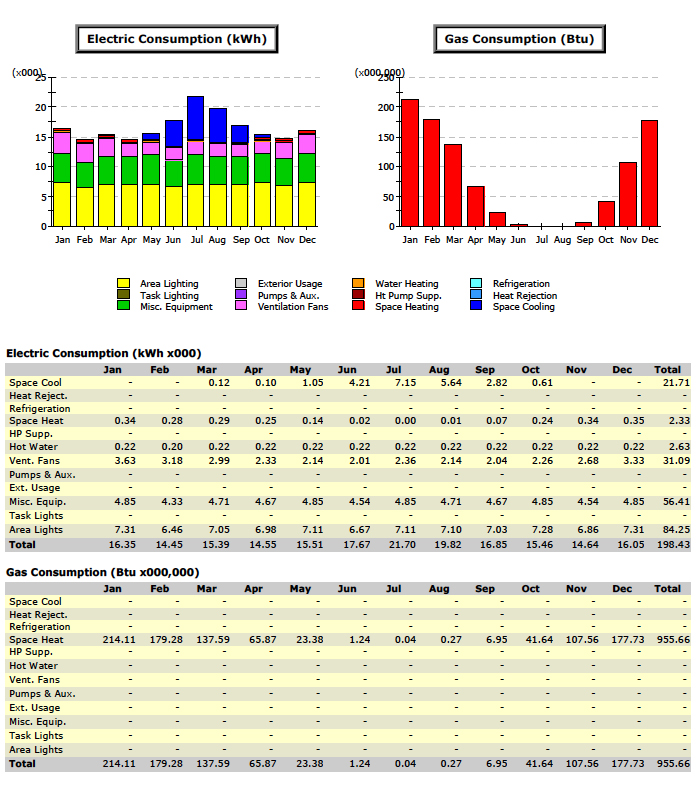 Electric Consumption (kWh)
Gas Consumption (Btu)
(x000)
25
20
15
10
5
0
Jan Feb Mar Apr May Jun Jul Aug Sep Oct Nov Dec
(x000,000)
250
200
150
100
50
0
Jan Feb Mar Apr May Jun Jul Aug Sep Oct Nov Dec
Area Lighting Exterior Usage Water Heating Refrigeration
Task Lighting Pumps & Aux. Ht Pump Supp. Heat Rejection
Misc. Equipment Ventilation Fans Space Heating Space Cooling
Electric Consumption (kWh x000)
Jan Feb Mar Apr May Jun Jul Aug Sep Oct Nov Dec Total
Space Cool - - 0.12 0.10 1.05 4.21 7.15 5.64 2.82 0.61 - - 21.71
Heat Reject. - - - - - - - - - - - - -
Refrigeration - - - - - - - - - - - - -
Space Heat 0.34 0.28 0.29 0.25 0.14 0.02 0.00 0.01 0.07 0.24 0.34 0.35 2.33
HP Supp. - - - - - - - - - - - - -
Hot Water 0.22 0.20 0.22 0.22 0.22 0.22 0.22 0.22 0.22 0.22 0.22 0.22 2.63
Vent. Fans 3.63 3.18 2.99 2.33 2.14 2.01 2.36 2.14 2.04 2.26 2.68 3.33 31.09
Pumps & Aux. - - - - - - - - - - - - -
Ext. Usage - - - - - - - - - - - - -
Misc. Equip. 4.85 4.33 4.71 4.67 4.85 4.54 4.85 4.71 4.67 4.85 4.54 4.85 56.41
Task Lights - - - - - - - - - - - - -
Area Lights 7.31 6.46 7.05 6.98 7.11 6.67 7.11 7.10 7.03 7.28 6.86 7.31 84.25
Total 16.35 14.45 15.39 14.55 15.51 17.67 21.70 19.82 16.85 15.46 14.64 16.05 198.43
Gas Consumption (Btu x000,000)
Jan Feb Mar Apr May Jun Jul Aug Sep Oct Nov Dec Total
Space Cool - - - - - - - - - - - - -
Heat Reject. - - - - - - - - - - - - -
Refrigeration - - - - - - - - - - - - -
Space Heat 214.11 179.28 137.59 65.87 23.38 1.24 0.04 0.27 6.95 41.64 107.56 177.73 955.66
HP Supp. - - - - - - - - - - - - -
Hot Water - - - - - - - - - - - - -
Vent. Fans - - - - - - - - - - - - -
Pumps & Aux. - - - - - - - - - - - - -
Ext. Usage - - - - - - - - - - - - -
Misc. Equip. - - - - - - - - - - - - -
Task Lights - - - - - - - - - - - - -
Area Lights - - - - - - - - - - - - -
Total 214.11 179.28 137.59 65.87 23.38 1.24 0.04 0.27 6.95 41.64 107.56 177.73 955.66